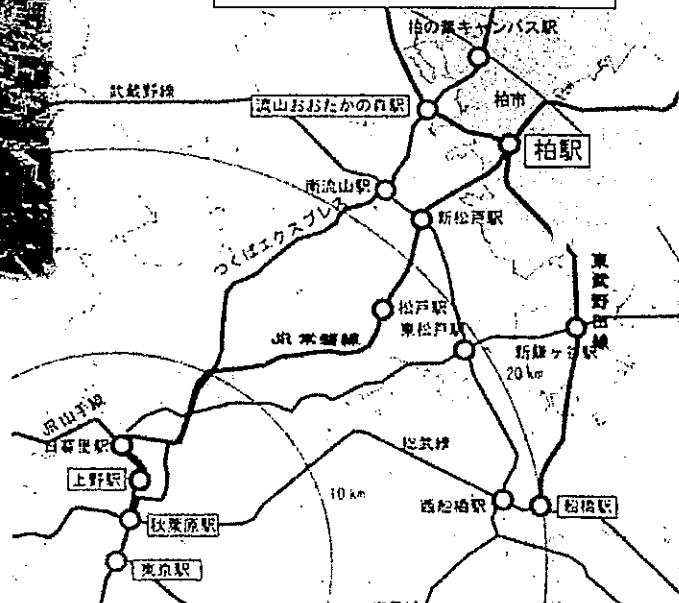 柏の葉キャンパス駅
武蔵野線
流山おおたかの森駅
柏市
柏駅
南流山駅
新松戸駅
つくばエクスプレス
東武野田線
松戸駅
東松戸駅
JR常磐線
新鎌ヶ谷駅
20km
JR山手線
日暮里駅
総武線
上野駅
10km
西船橋駅
船橋駅
秋葉原駅
東京駅